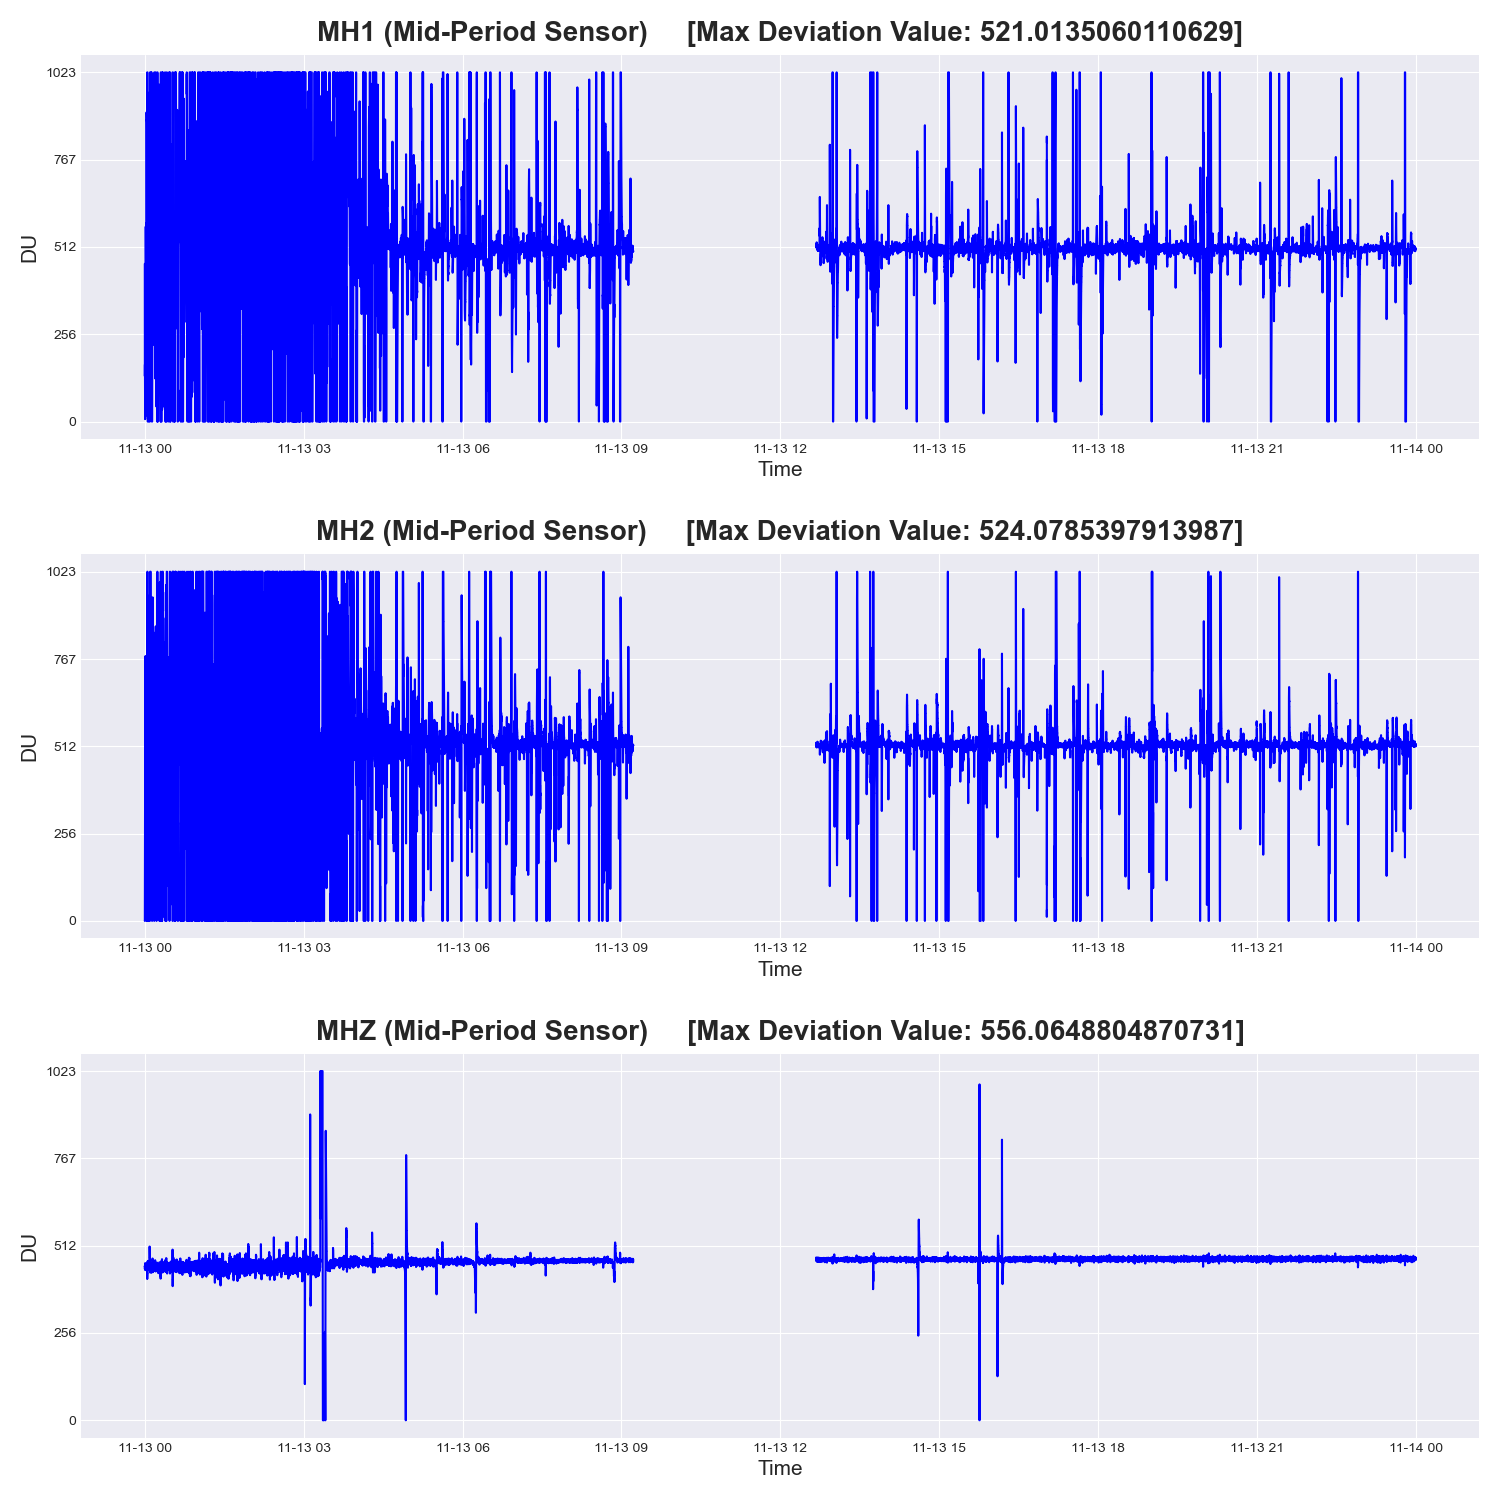 MH1 (Mid-Period Sensor) [Max Deviation Value: 521.0135060110629]
1023
767
512
256
0
DU
11-13 00 11-13 03 11-13 06 11-13 09 11-13 12 11-13 15 11-13 18 11-13 21 11-14 00
Time
MH2 (Mid-Period Sensor) [Max Deviation Value: 524.0785397913987]
1023
767
512
256
0
DU
11-13 00 11-13 03 11-13 06 11-13 09 11-13 12 11-13 15 11-13 18 11-13 21 11-14 00
Time
MHZ (Mid-Period Sensor) [Max Deviation Value: 556.0648804870731]
1023
767
512
256
0
DU
11-13 00 11-13 03 11-13 06 11-13 09 11-13 12 11-13 15 11-13 18 11-13 21 11-14 00
Time